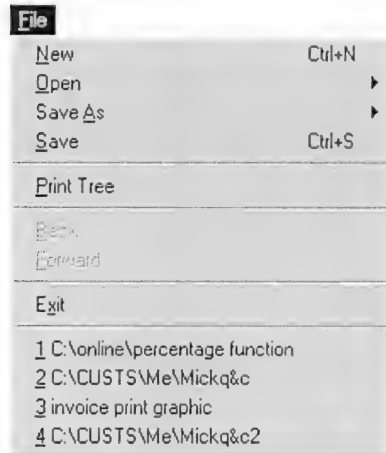 File
New Ctrl+N
Open
Save As
Save Ctrl+S
Print Tree
Back
Forward
Exit
1 C:\online\percentage function
2 C:\CUSTS\Me\Mickq&c
3 invoice print graphic
4 C:\CUSTS\Me\Mickq&c2